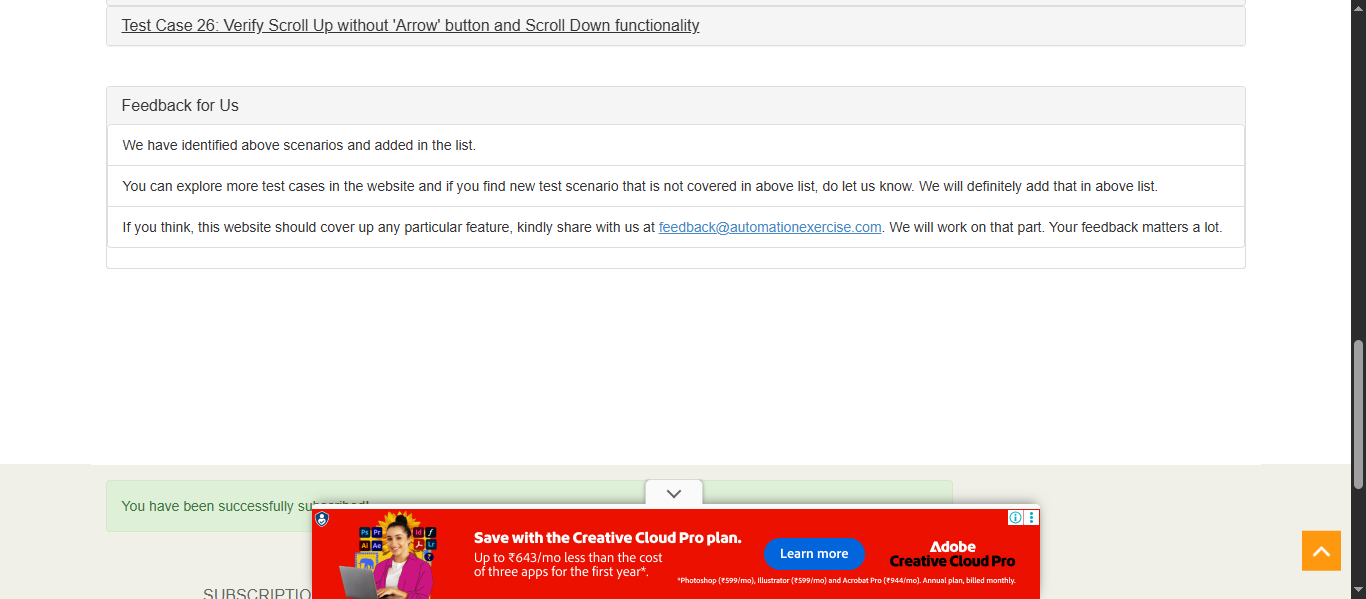 Test Case 26: Verify Scroll Up without 'Arrow' button and Scroll Down functionality
Feedback for Us
We have identified above scenarios and added in the list.
You can explore more test cases in the website and if you find new test scenario that is not covered in above list, do let us know. We will definitely add that in above list.
If you think, this website should cover up any particular feature, kindly share with us at feedback@automationexercise.com. We will work on that part. Your feedback matters a lot.
You have been successfully subscribed!
Ps Pr Id
Ai Ae Lr
Save with the Creative Cloud Pro plan.
Up to ₹643/mo less than the cost
of three apps for the first year*.
Learn more
Adobe
Creative Cloud Pro
*Photoshop (₹599/mo), Illustrator (₹599/mo) and Acrobat Pro (₹944/mo). Annual plan, billed monthly.
SUBSCRIPTIO